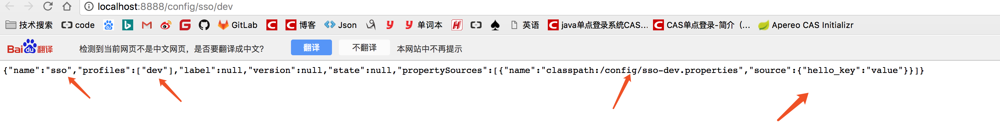 localhost:8888/config/sso/dev
技术搜索 code GitLab 博客 Json 单词本 英语 java单点登录系统CAS... CAS单点登录-简介（... Apereo CAS Initializr
Bai du 翻译 检测到当前网页不是中文网页，是否要翻译成中文? 翻译 不翻译 本网站中不再提示
{"name":"sso","profiles":["dev"],"label":null,"version":null,"state":null,"propertySources":[{"name":"classpath:/config/sso-dev.properties","source":{"hello_key":"value"}}]}